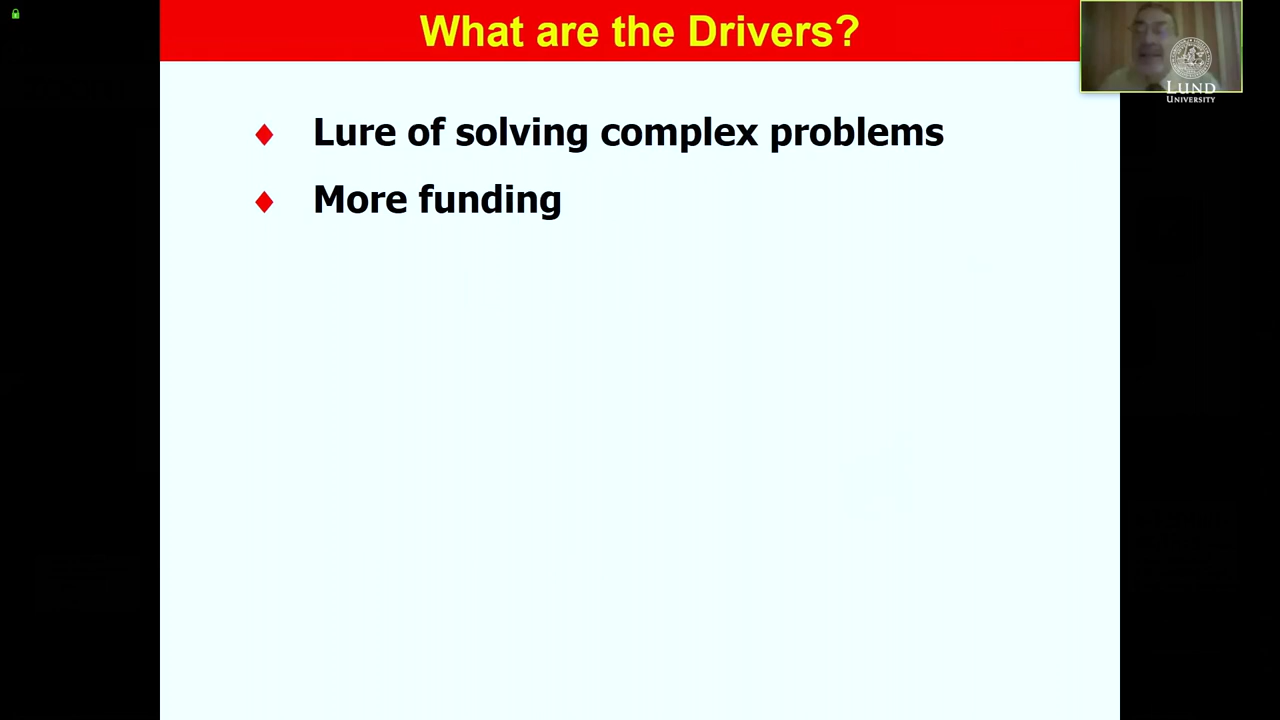 What are the Drivers?
LUND
UNIVERSITY
Lure of solving complex problems
More funding